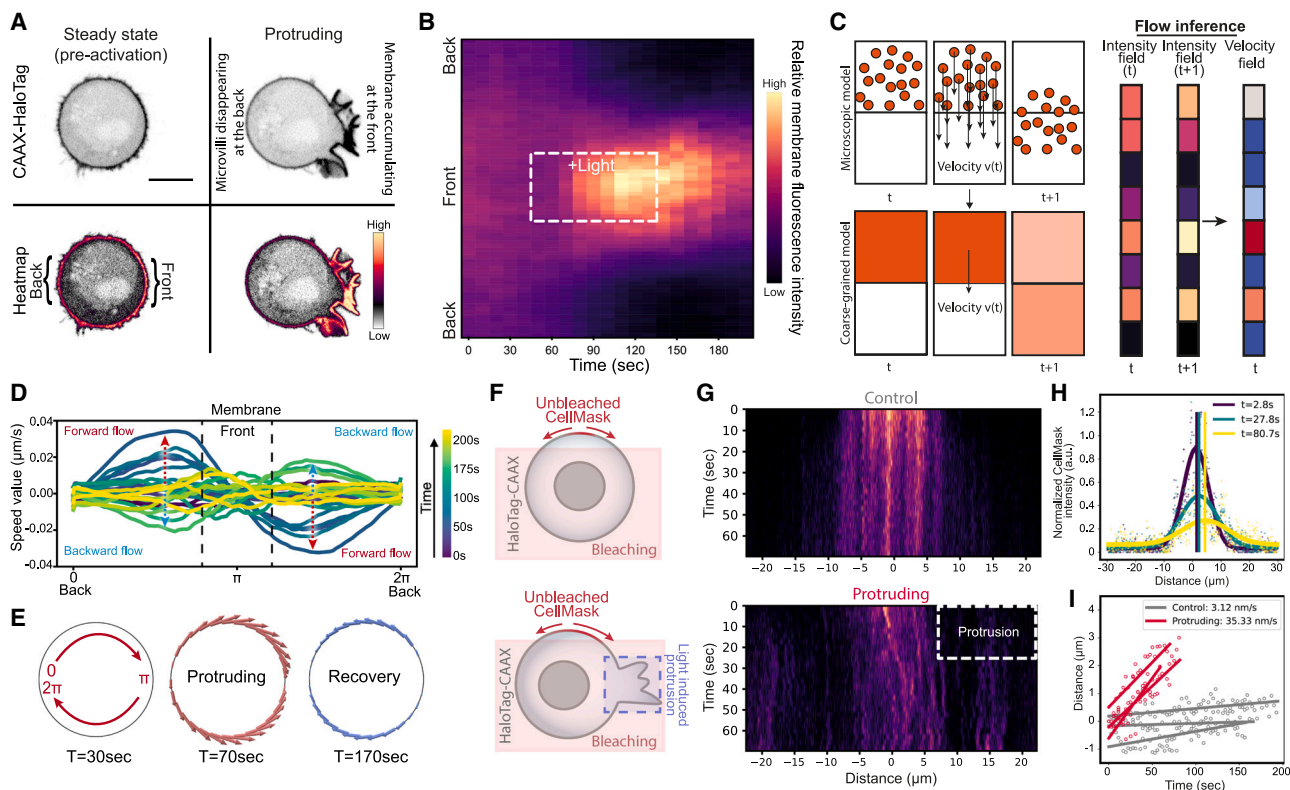 A
Steady state
(pre-activation)
Protruding
CAAX-HaloTag
Microvilli disappearing
at the back
Membrane accumulating
at the front
Heatmap
Back
Front
High
Low
B
Back
Front
Back
+Light
0
30
60
90
120
150
180
Time (sec)
High
Low
Relative membrane fluorescence intensity
C
Microscopic model
Velocity v(t)
t
t+1
Coarse-grained model
Velocity v(t)
t
t+1
Flow inference
Intensity
field
(t)
Intensity
field
(t+1)
Velocity
field
t
t+1
t
D
Membrane
Speed value (µm/s)
0.04
0.02
0.00
-0.02
-0.04
Forward flow
Front
Backward flow
Backward flow
Forward flow
0
Back
π
2π
Back
200s
175s
100s
50s
0s
Time
E
0
2π
π
T=30sec
Protruding
T=70sec
Recovery
T=170sec
F
Unbleached
CellMask
HaloTag-CAAX
Bleaching
Unbleached
CellMask
HaloTag-CAAX
Light induced
protrusion
Bleaching
G
Control
Time (sec)
0
10
20
30
40
50
60
−20
−15
−10
−5
0
5
10
15
20
Protruding
Protrusion
Time (sec)
0
10
20
30
40
50
60
−20
−15
−10
−5
0
5
10
15
20
Distance (µm)
H
Normalized CellMask
intensity (a.u.)
1.2
1.0
0.8
0.6
0.4
0.2
0.0
t=2.8s
t=27.8s
t=80.7s
-30
-20
-10
0
10
20
30
Distance (µm)
I
Distance (µm)
5
4
3
2
1
0
-1
Control: 3.12 nm/s
Protruding: 35.33 nm/s
0
50
100
150
200
Time (sec)